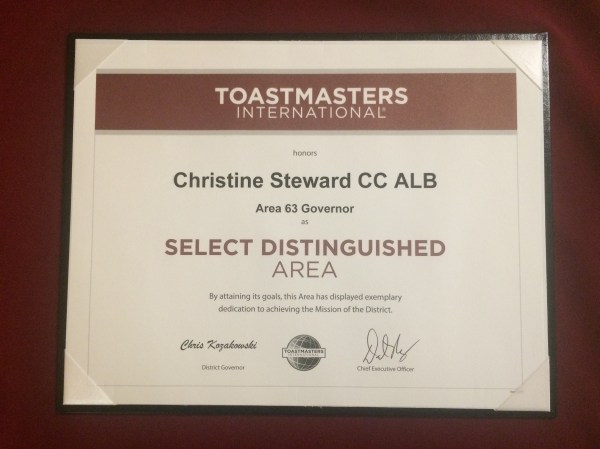 TOASTMASTERS
INTERNATIONAL®
honors
Christine Steward CC ALB
Area 63 Governor
as
SELECT DISTINGUISHED
AREA
By attaining its goals, this Area has displayed exemplary
dedication to achieving the Mission of the District.
Chris Kozakowski
District Governor
TOASTMASTERS
INTERNATIONAL
Chief Executive Officer